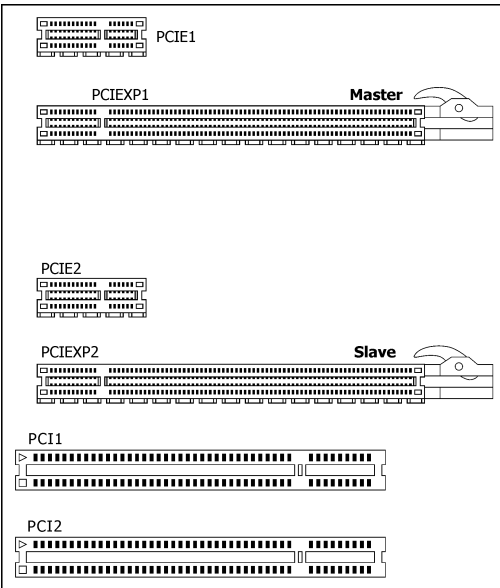 PCIE1
PCIEXP1 Master
PCIE2
PCIEXP2 Slave
PCI1
PCI2